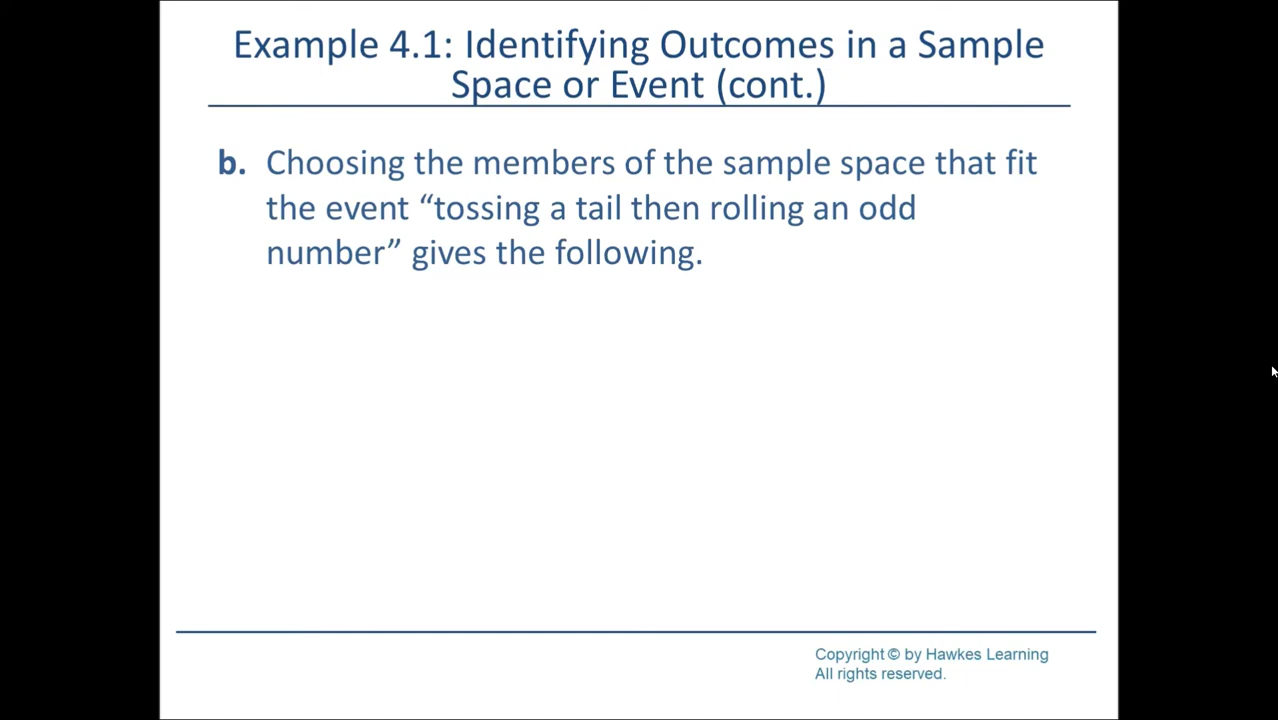 Example 4.1: Identifying Outcomes in a Sample
Space or Event (cont.)
b. Choosing the members of the sample space that fit
the event “tossing a tail then rolling an odd
number” gives the following.
Copyright © by Hawkes Learning
All rights reserved.